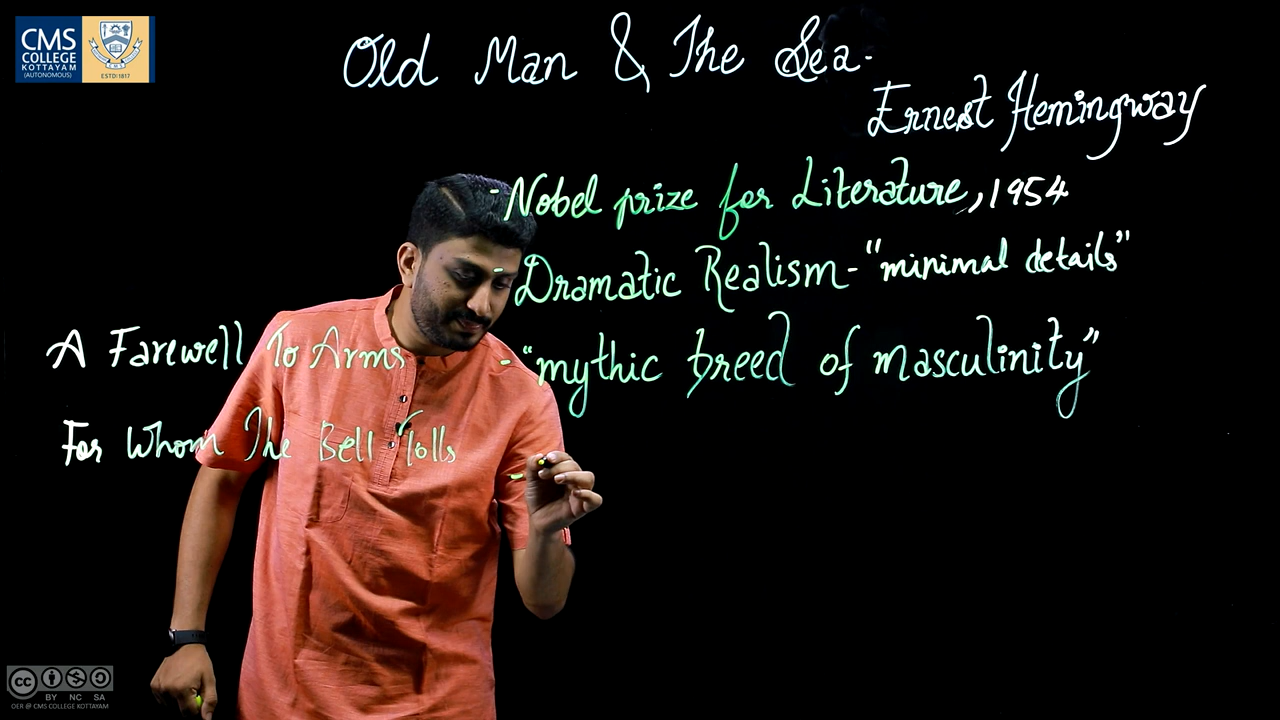 CMS
COLLEGE
KOTTAYAM
(AUTONOMOUS)
CMS
ESTD:1817
Old Man & The Sea-
Ernest Hemingway
- Nobel prize for Literature, 1954
- Dramatic Realism - "minimal details"
- "mythic breed of masculinity"
-
A Farewell To Arms
For Whom The Bell Tolls
cc
BY NC SA
OER @ CMS COLLEGE KOTTAYAM